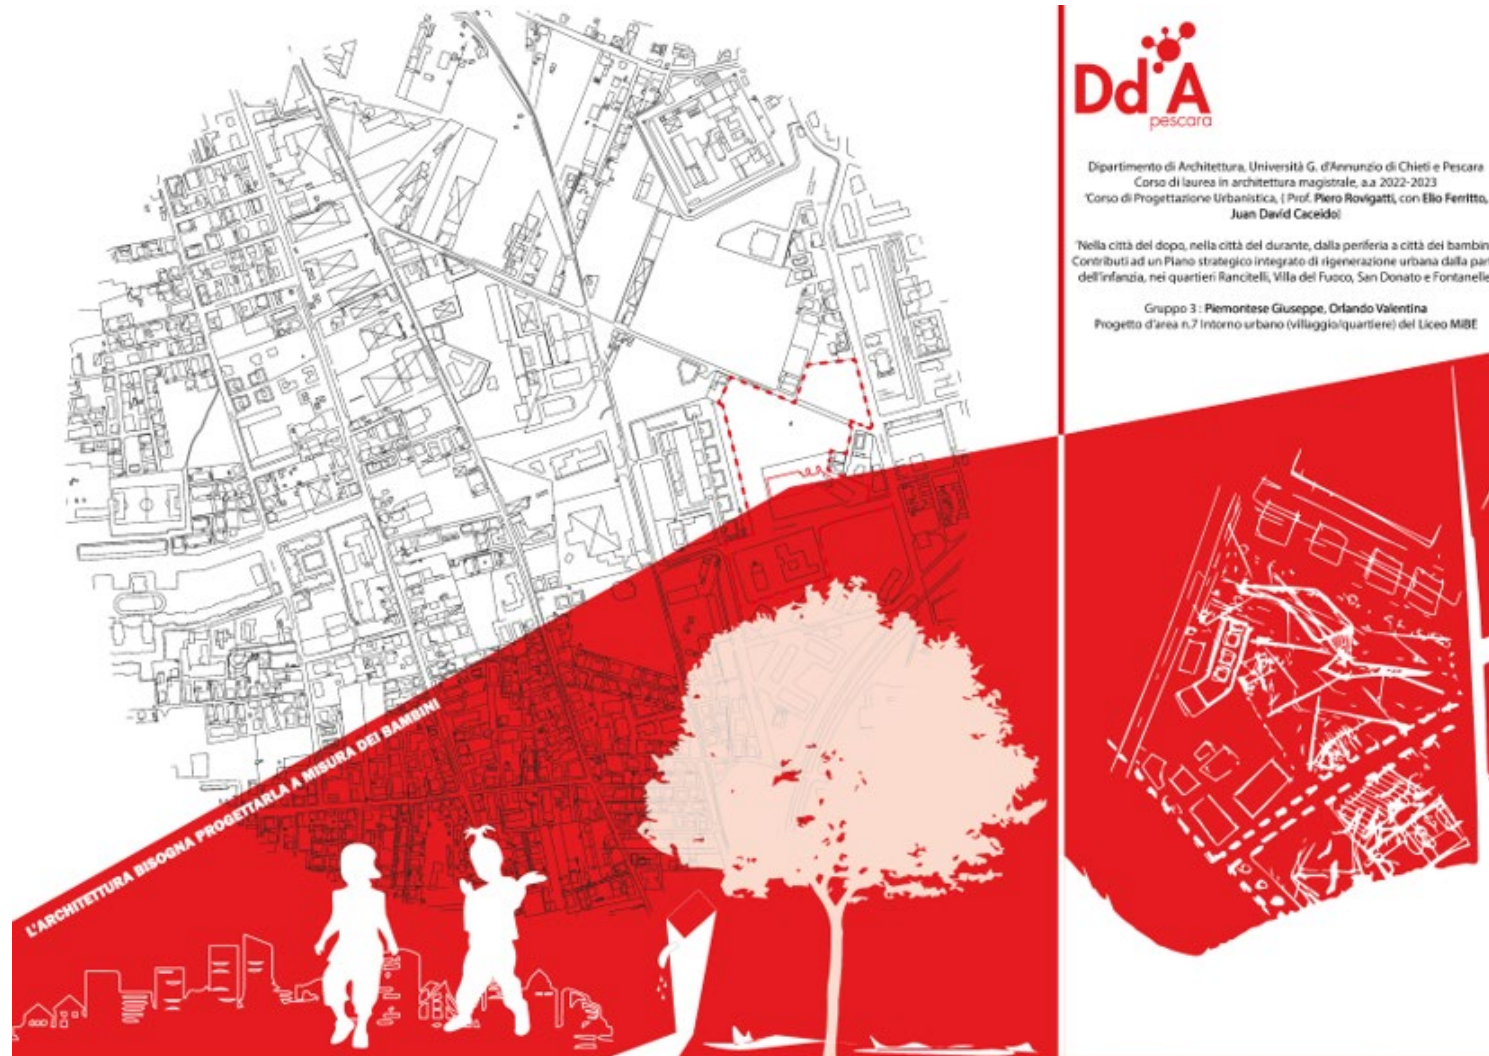 Dd'A
pescara
Dipartimento di Architettura, Università G. d'Annunzio di Chieti e Pescara
Corso di laurea in architettura magistrale, a.a 2022-2023
'Corso di Progettazione Urbanistica, ( Prof. Piero Rovigatti, con Elio Ferritto,
Juan David Caceido)
'Nella città del dopo, nella città del durante, dalla periferia a città dei bambin
Contributi ad un Piano strategico integrato di rigenerazione urbana dalla par
dell'infanzia, nei quartieri Rancitelli, Villa del Fuoco, San Donato e Fontanelle
Gruppo 3 : Piemontese Giuseppe, Orlando Valentina
Progetto d'area n.7 Intorno urbano (villaggio/quartiere) del Liceo MiBE
L'ARCHITETTURA BISOGNA PROGETTARLA A MISURA DEI BAMBINI